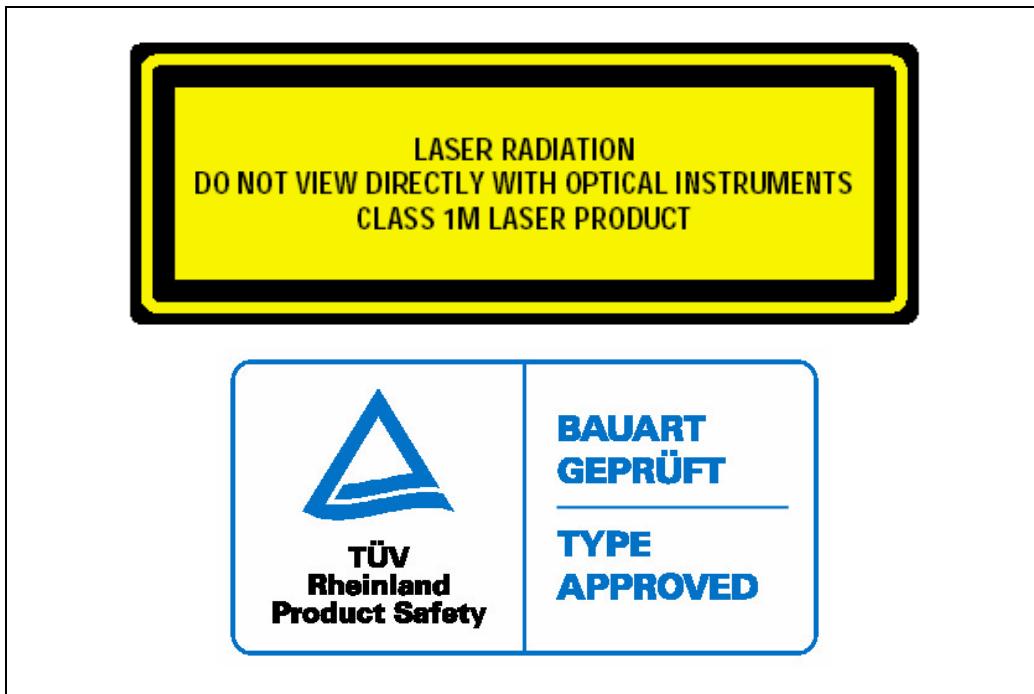 LASER RADIATION
DO NOT VIEW DIRECTLY WITH OPTICAL INSTRUMENTS
CLASS 1M LASER PRODUCT
TÜV
Rheinland
Product Safety
BAUART
GEPRÜFT
TYPE
APPROVED